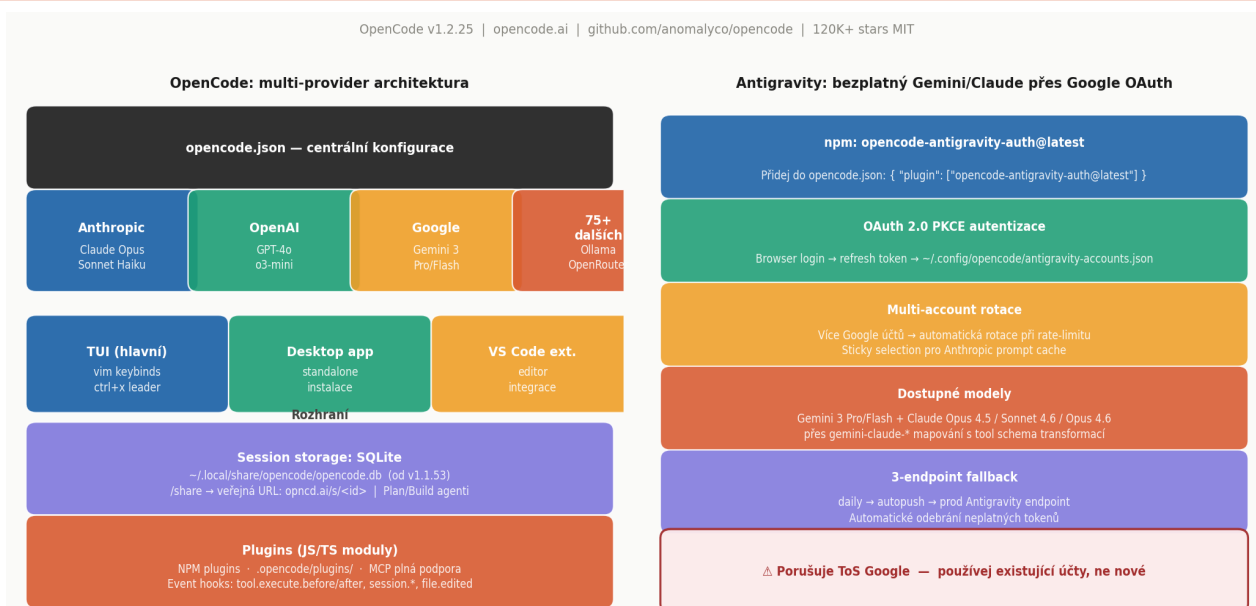 OpenCode v1.2.25 | opencode.ai | github.com/anomalyco/opencode | 120K+ stars MIT
OpenCode: multi-provider architektura
opencode.json — centrální konfigurace
Anthropic
Claude Opus
Sonnet Haiku
OpenAI
GPT-4o
o3-mini
Google
Gemini 3
Pro/Flash
75+
dalších
Ollama
OpenRoute
TUI (hlavní)
vim keybinds
ctrl+x leader
Desktop app
standalone
instalace
VS Code ext.
editor
integrace
Rozhraní
Session storage: SQLite
~/.local/share/opencode/opencode.db (od v1.1.53)
/share → veřejná URL: opncd.ai/s/<id> | Plan/Build agenti
Plugins (JS/TS moduly)
NPM plugins · .opencode/plugins/ · MCP plná podpora
Event hooks: tool.execute.before/after, session.*, file.edited
Antigravity: bezplatný Gemini/Claude přes Google OAuth
npm: opencode-antigravity-auth@latest
Přidej do opencode.json: { "plugin": ["opencode-antigravity-auth@latest"] }
OAuth 2.0 PKCE autentizace
Browser login → refresh token → ~/.config/opencode/antigravity-accounts.json
Multi-account rotace
Více Google účtů → automatická rotace při rate-limitu
Sticky selection pro Anthropic prompt cache
Dostupné modely
Gemini 3 Pro/Flash + Claude Opus 4.5 / Sonnet 4.6 / Opus 4.6
přes gemini-claude-* mapování s tool schema transformací
3-endpoint fallback
daily → autopush → prod Antigravity endpoint
Automatické odebrání neplatných tokenů
⚠ Porušuje ToS Google — používej existující účty, ne nové